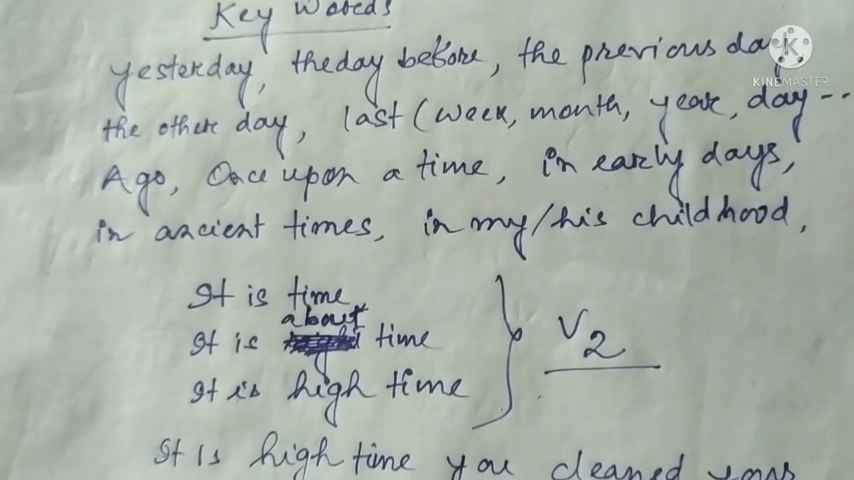 Key Words
yesterday, the day before, the previous day
KINEMASTER
the other day, last (week, month, year, day--
Ago, Once upon a time, in early days,
in ancient times, in my/his childhood,
It is time
It is about time
It is high time
V2
It is high time you cleaned your